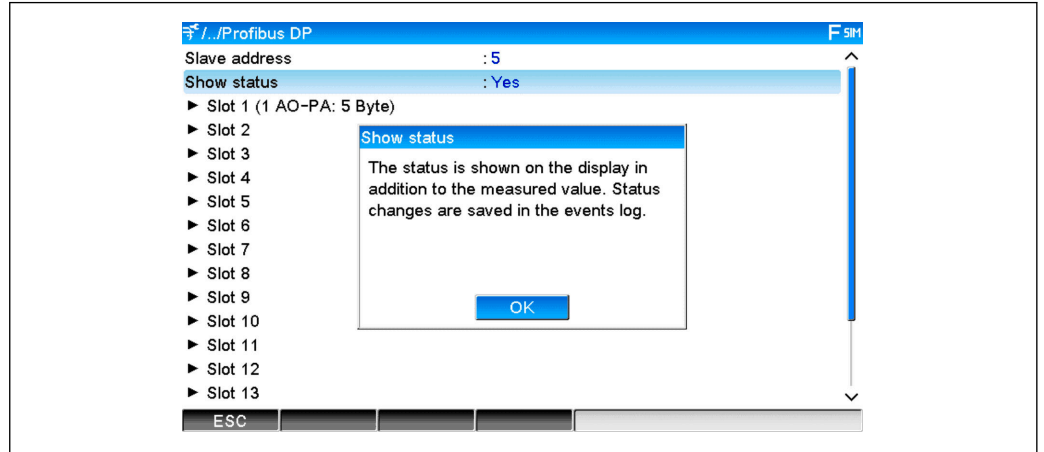 /../Profibus DP F SIM
Slave address : 5
Show status : Yes
► Slot 1 (1 AO-PA: 5 Byte)
► Slot 2
► Slot 3
► Slot 4
► Slot 5
► Slot 6
► Slot 7
► Slot 8
► Slot 9
► Slot 10
► Slot 11
► Slot 12
► Slot 13
Show status
The status is shown on the display in
addition to the measured value. Status
changes are saved in the events log.
OK
ESC